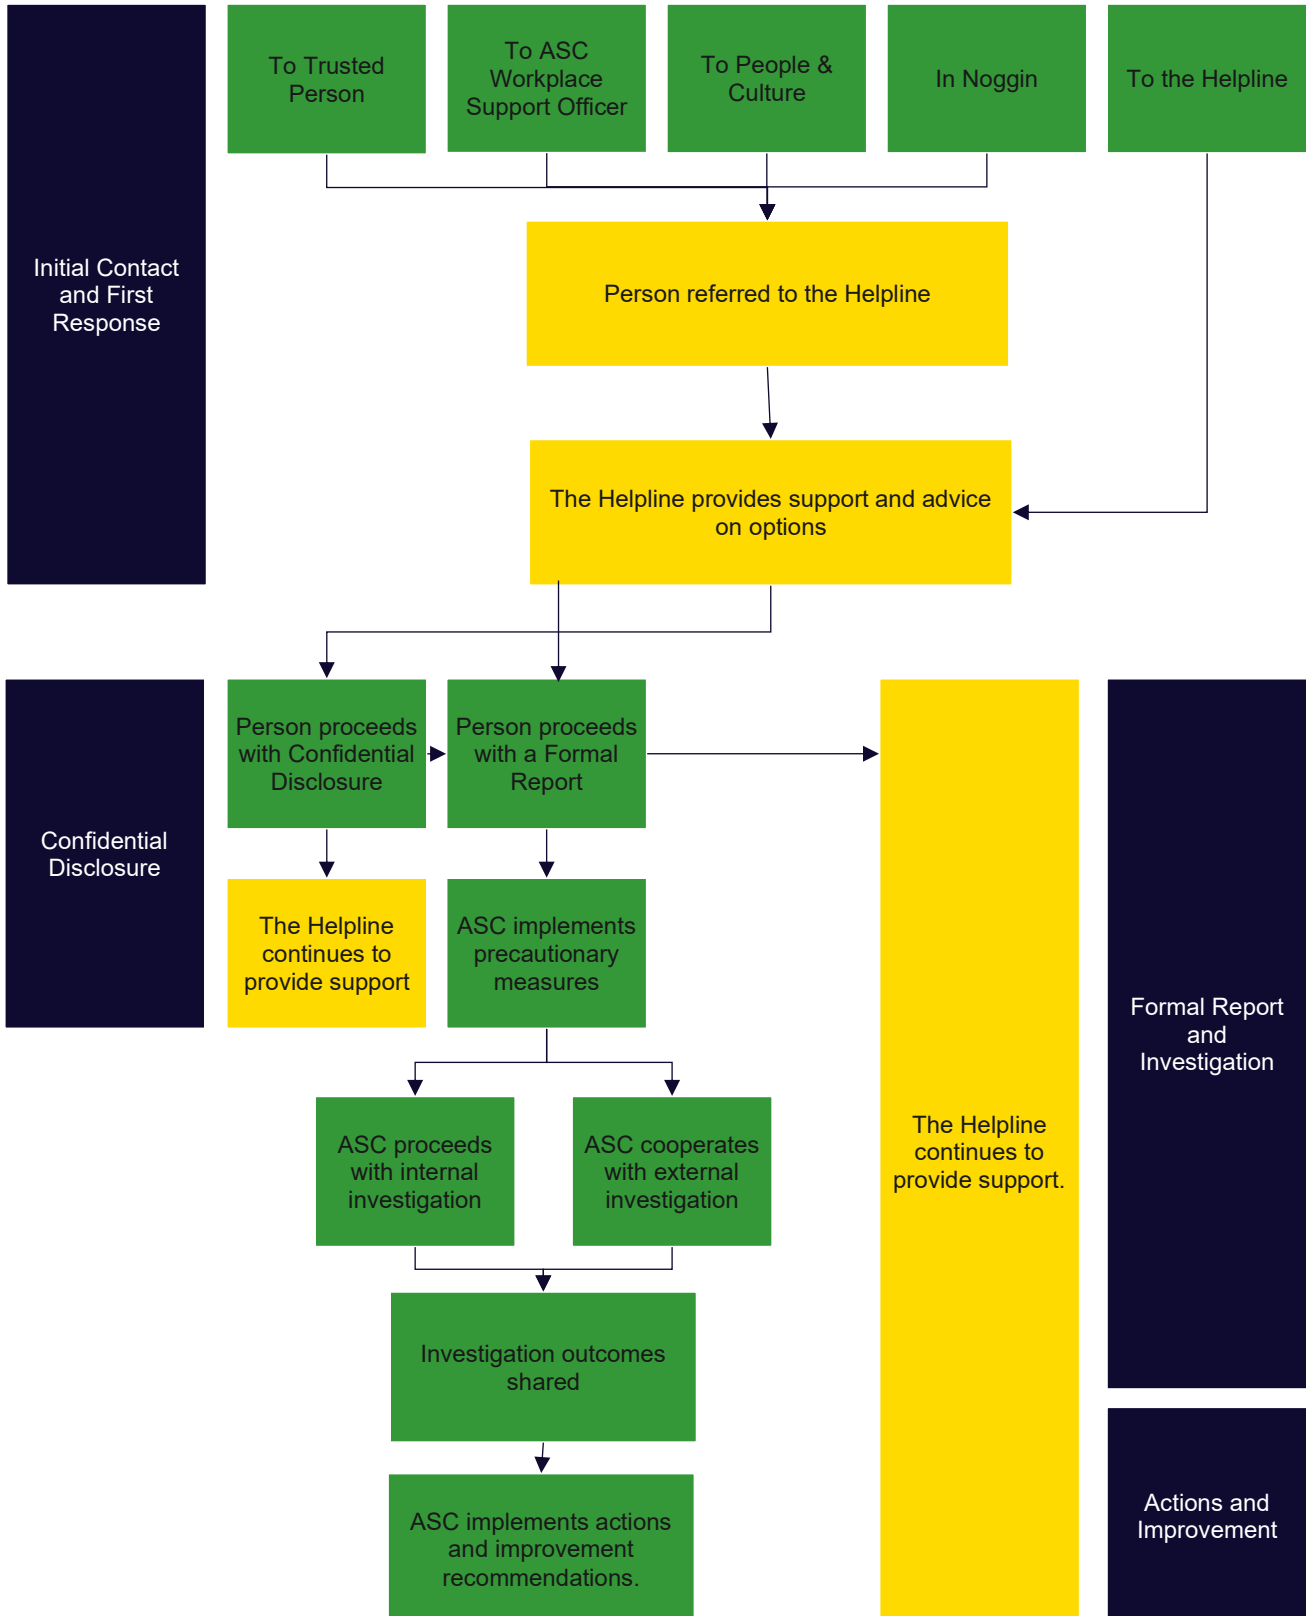 To Trusted
Person
To ASC
Workplace
Support Officer
To People &
Culture
In Noggin
To the Helpline
Initial Contact
and First
Response
Person referred to the Helpline
The Helpline provides support and advice
on options
Confidential
Disclosure
Person proceeds
with Confidential
Disclosure
Person proceeds
with a Formal
Report
The Helpline
continues to
provide support
ASC implements
precautionary
measures
The Helpline
continues to
provide support.
Formal Report
and
Investigation
ASC proceeds
with internal
investigation
ASC cooperates
with external
investigation
Investigation outcomes
shared
ASC implements actions
and improvement
recommendations.
Actions and
Improvement